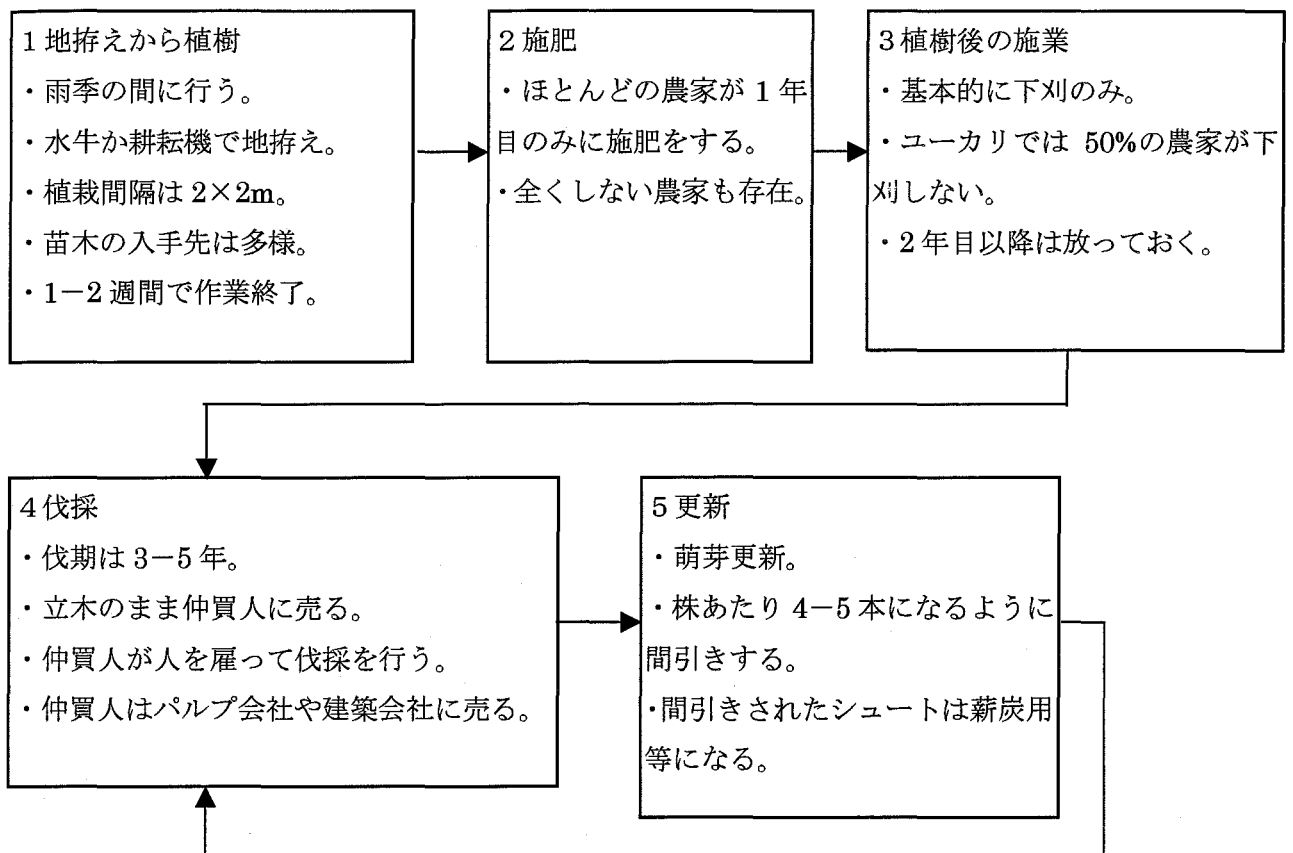 1地拵えから植樹
・雨季の間に行う。
・水牛か耕耘機で地拵え。
・植栽間隔は2×2m。
・苗木の入手先は多様。
・1−2週間で作業終了。
2施肥
・ほとんどの農家が1年
目のみに施肥をする。
・全くしない農家も存在。
3植樹後の施業
・基本的に下刈のみ。
・ユーカリでは 50%の農家が下
刈しない。
・2年目以降は放っておく。
4伐採
・伐期は3−5年。
・立木のまま仲買人に売る。
・仲買人が人を雇って伐採を行う。
・仲買人はパルプ会社や建築会社に売る。
5更新
・萌芽更新。
・株あたり 4−5本になるように
間引きする。
・間引きされたシュートは薪炭用
等になる。